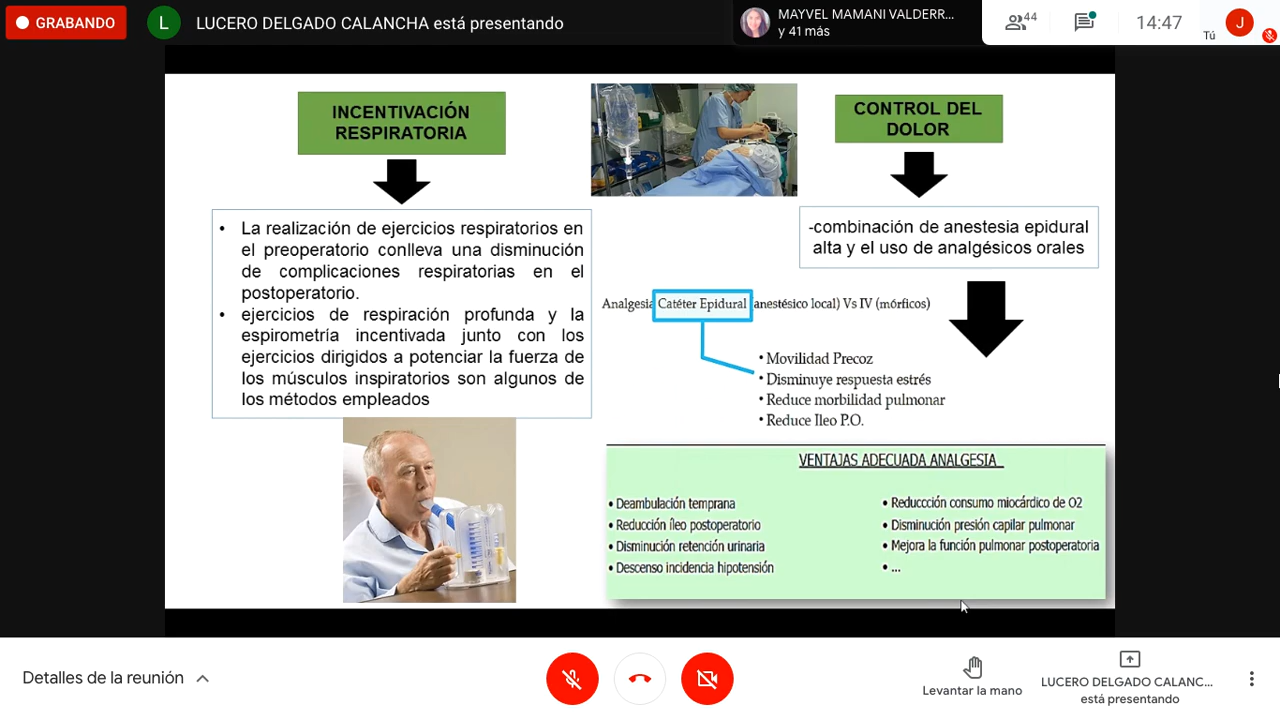 GRABANDO
L
LUCERO DELGADO CALANCHA está presentando
MAYVEL MAMANI VALDERR...
y 41 más
44
14:47
Tú
J
INCENTIVACIÓN
RESPIRATORIA
• La realización de ejercicios respiratorios en
el preoperatorio conlleva una disminución
de complicaciones respiratorias en el
postoperatorio.
• ejercicios de respiración profunda y la
espirometría incentivada junto con los
ejercicios dirigidos a potenciar la fuerza de
los músculos inspiratorios son algunos de
los métodos empleados
CONTROL DEL
DOLOR
-combinación de anestesia epidural
alta y el uso de analgésicos orales
Analgesia Catéter Epidural (anestésico local) Vs IV (mórficos)
• Movilidad Precoz
• Disminuye respuesta estrés
• Reduce morbilidad pulmonar
• Reduce Ileo P.O.
VENTAJAS ADECUADA ANALGESIA
• Deambulación temprana
• Reducción íleo postoperatorio
• Disminución retención urinaria
• Descenso incidencia hipotensión
• Reduccción consumo miocárdico de O2
• Disminución presión capilar pulmonar
• Mejora la función pulmonar postoperatoria
• ...
Detalles de la reunión
Levantar la mano
LUCERO DELGADO CALANC...
está presentando